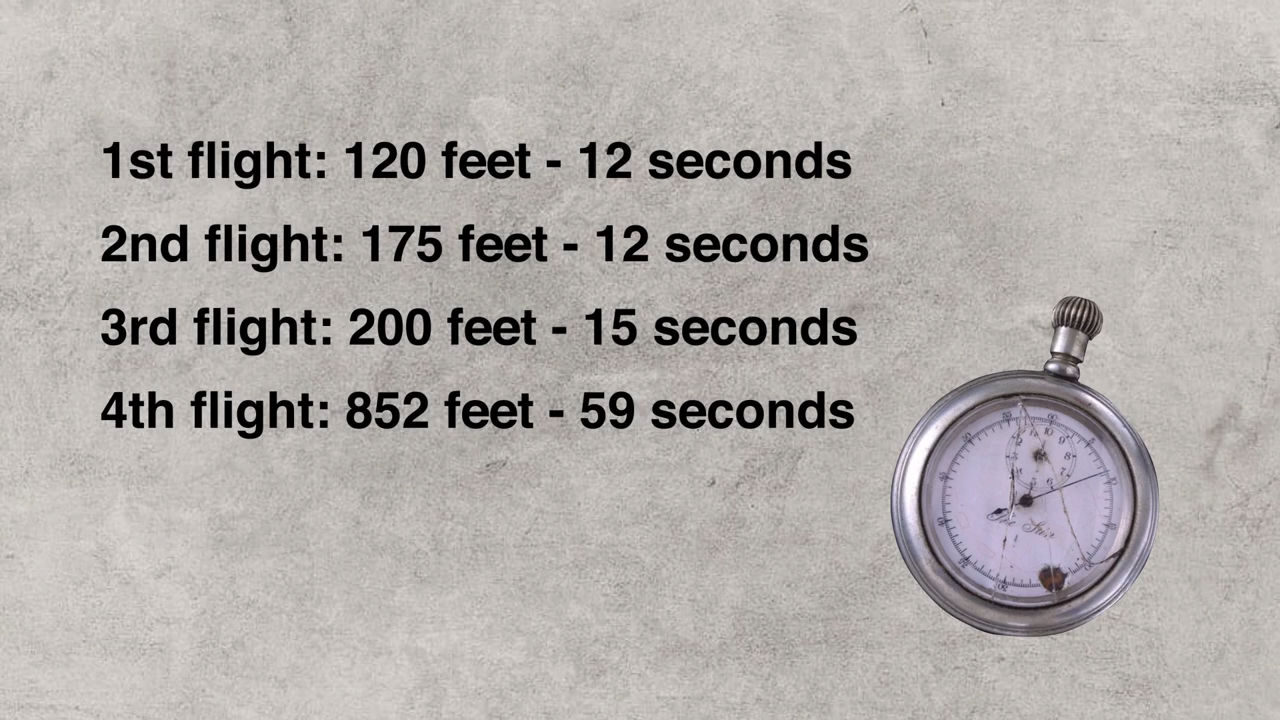 1st flight: 120 feet - 12 seconds
2nd flight: 175 feet - 12 seconds
3rd flight: 200 feet - 15 seconds
4th flight: 852 feet - 59 seconds